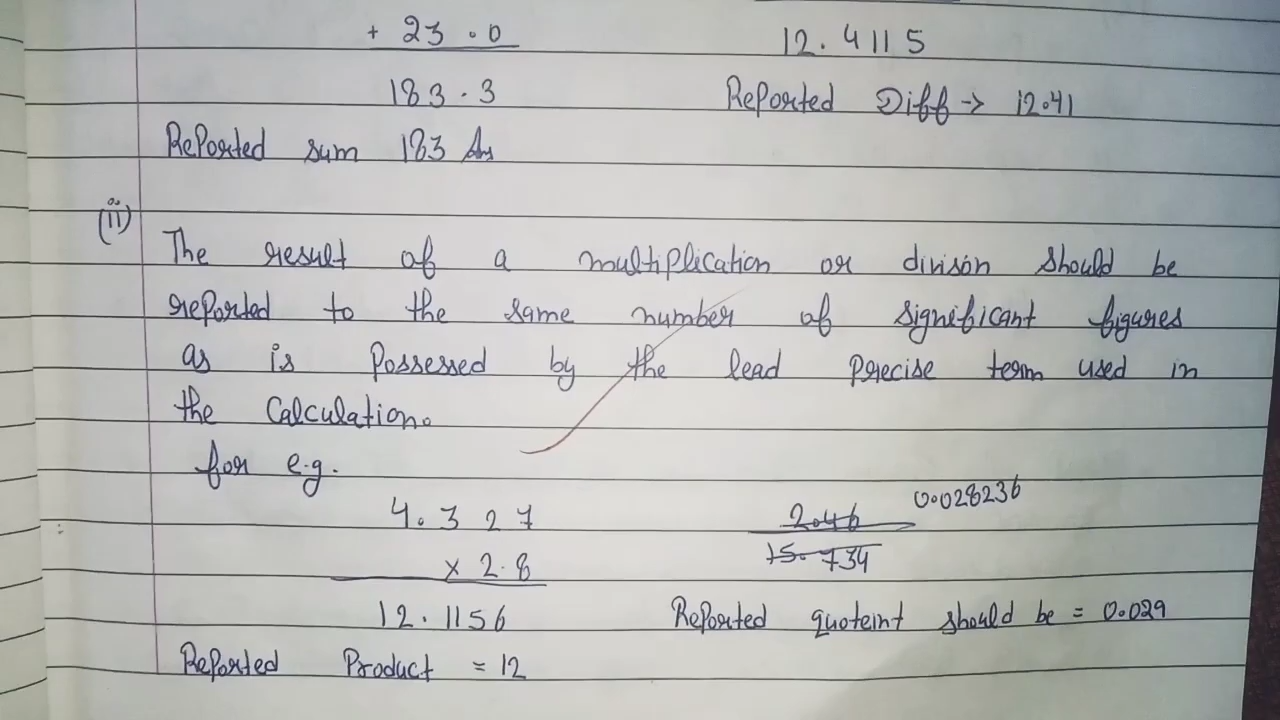 + 23.0
12.4115
183.3
Reported Diff → 12.41
Reported sum 183 Ans
(ii)
The result of a multiplication or divison should be
reported to the same number of significant figures
as is possessed by the lead precise term used in
the Calculation.
for e.g.
4.327
x 2.8
12.1156
Reported Product = 12
2.46
15.734
0.028236
Reported quoteint should be = 0.029